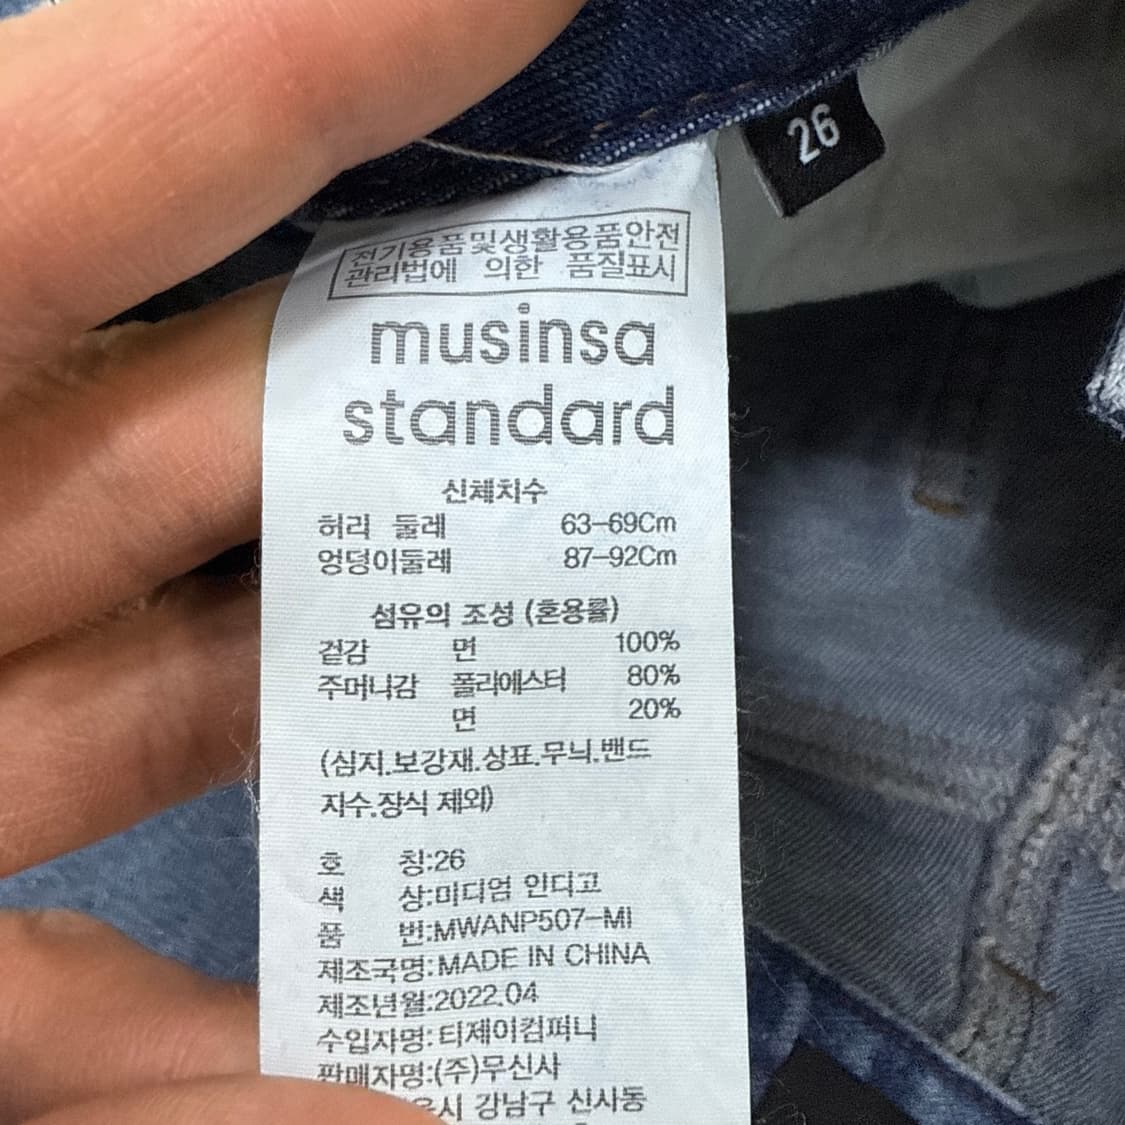 26
전기용품및생활용품안전
관리법에 의한 품질표시
musinsa
standard
신체치수
허리 둘레 63-69Cm
엉덩이둘레 87-92Cm
섬유의 조성 (혼용률)
겉감 면 100%
주머니감 폴리에스터 80%
면 20%
(심지.보강재.상표.무늬.밴드
지수.장식 제외)
호 칭:26
색 상:미디엄 인디고
품 번:MWANP507-MI
제조국명:MADE IN CHINA
제조년월:2022.04
수입자명:티제이컴퍼니
판매자명:(주)무신사
강남구 신사동